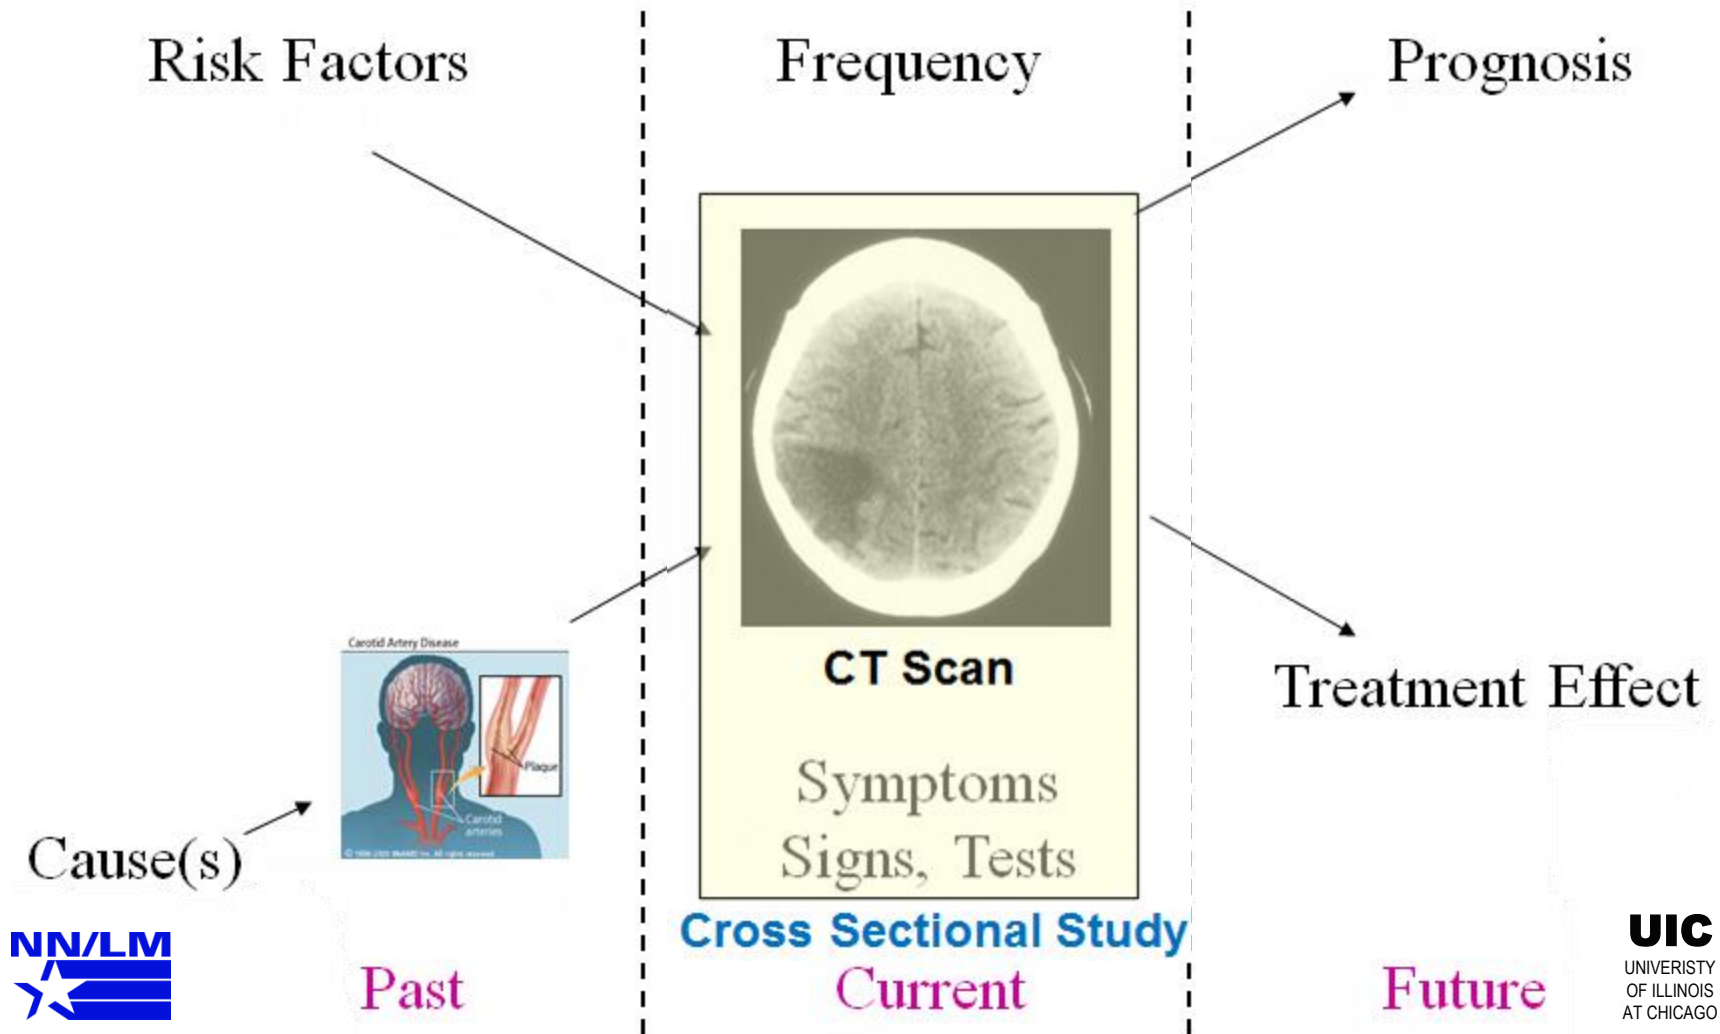 Risk Factors
Frequency
Prognosis
Carotid Artery Disease
Plaque
Carotid
arteries
CT Scan
Treatment Effect
Symptoms
Signs, Tests
Cause(s)
Cross Sectional Study
NN/LM
UIC
UNIVERISTY
OF ILLINOIS
AT CHICAGO
Past
Current
Future